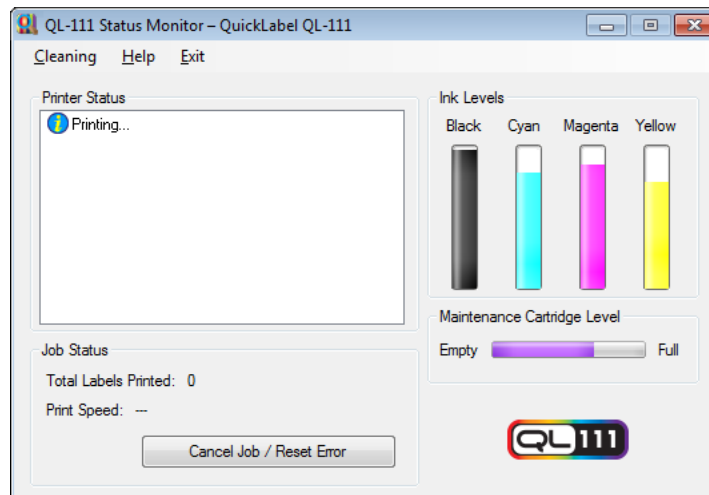 QL-111 Status Monitor – QuickLabel QL-111
Cleaning Help Exit
Printer Status
Printing...
Job Status
Total Labels Printed: 0
Print Speed: ---
Cancel Job / Reset Error
Ink Levels
Black Cyan Magenta Yellow
Maintenance Cartridge Level
Empty Full
QL111